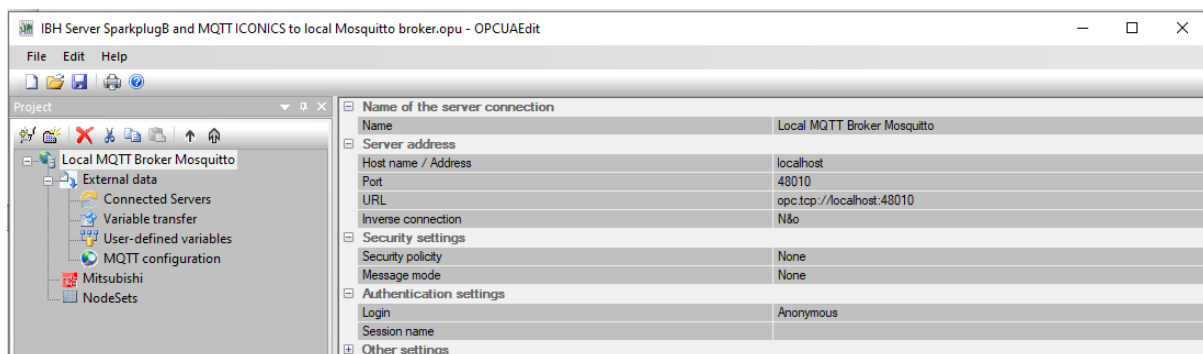 IBH Server SparkplugB and MQTT ICONICS to local Mosquitto broker.opu - OPCUAEdit
File Edit Help
Project
Local MQTT Broker Mosquitto
External data
Connected Servers
Variable transfer
User-defined variables
MQTT configuration
Mitsubishi
NodeSets
Name of the server connection
Name Local MQTT Broker Mosquitto
Server address
Host name / Address localhost
Port 48010
URL opc.tcp://localhost:48010
Inverse connection N&o
Security settings
Security policity None
Message mode None
Authentication settings
Login Anonymous
Session name
Other settings